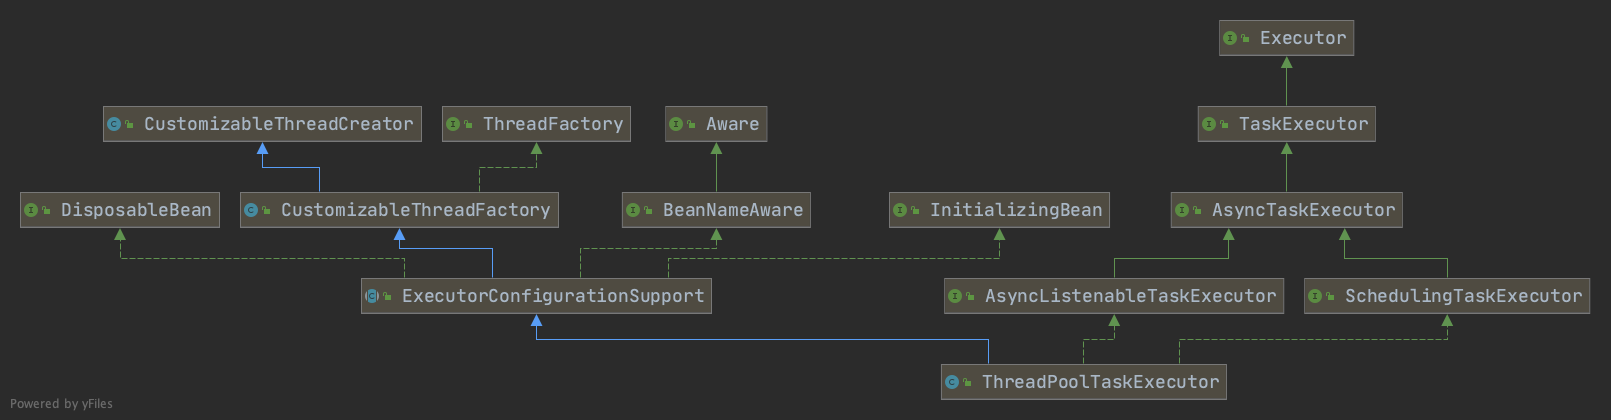 Executor
CustomizableThreadCreator
ThreadFactory
Aware
TaskExecutor
DisposableBean
CustomizableThreadFactory
BeanNameAware
InitializingBean
AsyncTaskExecutor
ExecutorConfigurationSupport
AsyncListenableTaskExecutor
SchedulingTaskExecutor
ThreadPoolTaskExecutor
Powered by yFiles